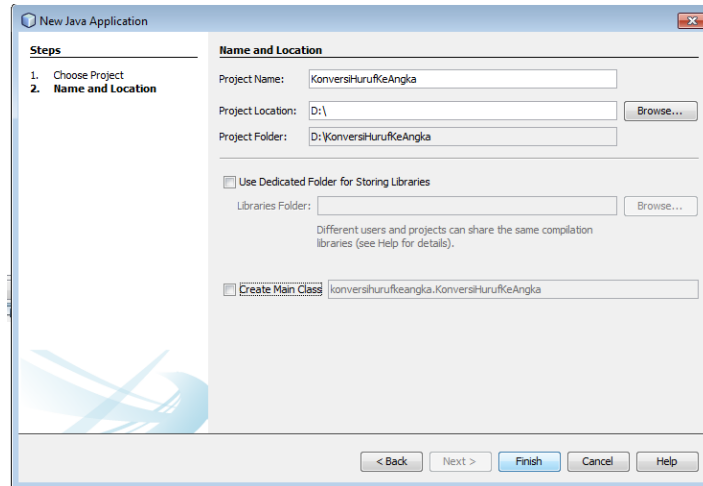 New Java Application
Steps
1. Choose Project
2. Name and Location
Name and Location
Project Name: KonversiHurufKeAngka
Project Location: D:\ Browse...
Project Folder: D:\KonversiHurufKeAngka
Use Dedicated Folder for Storing Libraries
Libraries Folder: Browse...
Different users and projects can share the same compilation
libraries (see Help for details).
Create Main Class konversihurufkeangka.KonversiHurufKeAngka
< Back Next > Finish Cancel Help